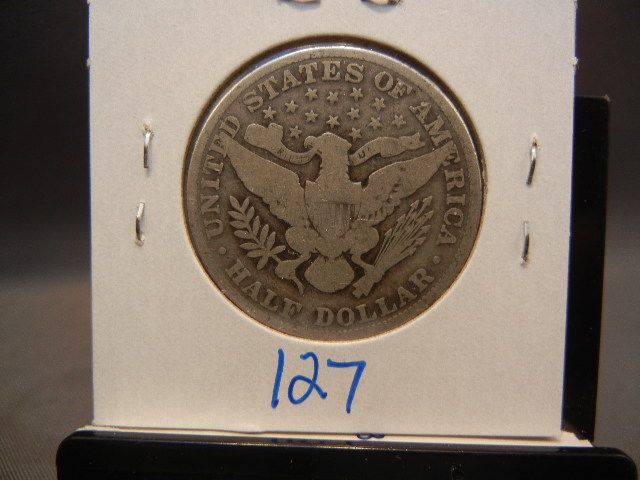 UNITED STATES OF AMERICA
HALF DOLLAR
127